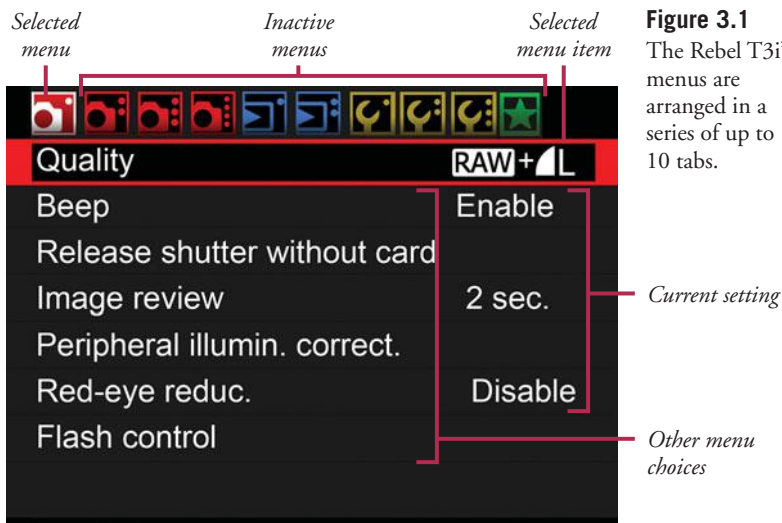 Selected
menu
Inactive
menus
Selected
menu item
Figure 3.1
The Rebel T3i'
menus are
arranged in a
series of up to
10 tabs.
Quality RAW+L
Beep Enable
Release shutter without card
Image review 2 sec.
Peripheral illumin. correct.
Red-eye reduc. Disable
Flash control
Current setting
Other menu
choices